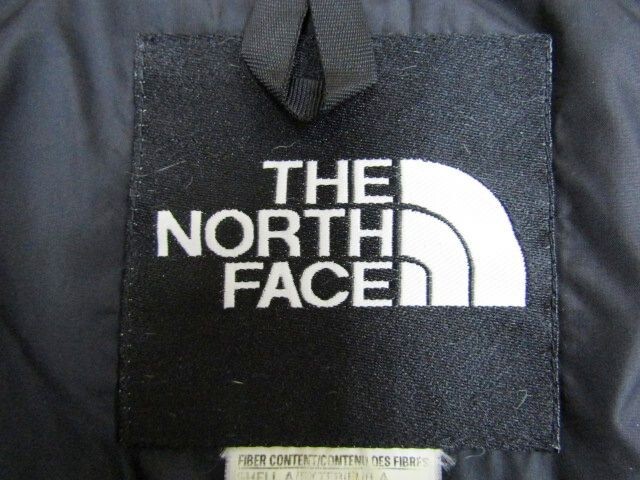 THE
NORTH
FACE
FIBER CONTENT/CONTENU DES FIBRES